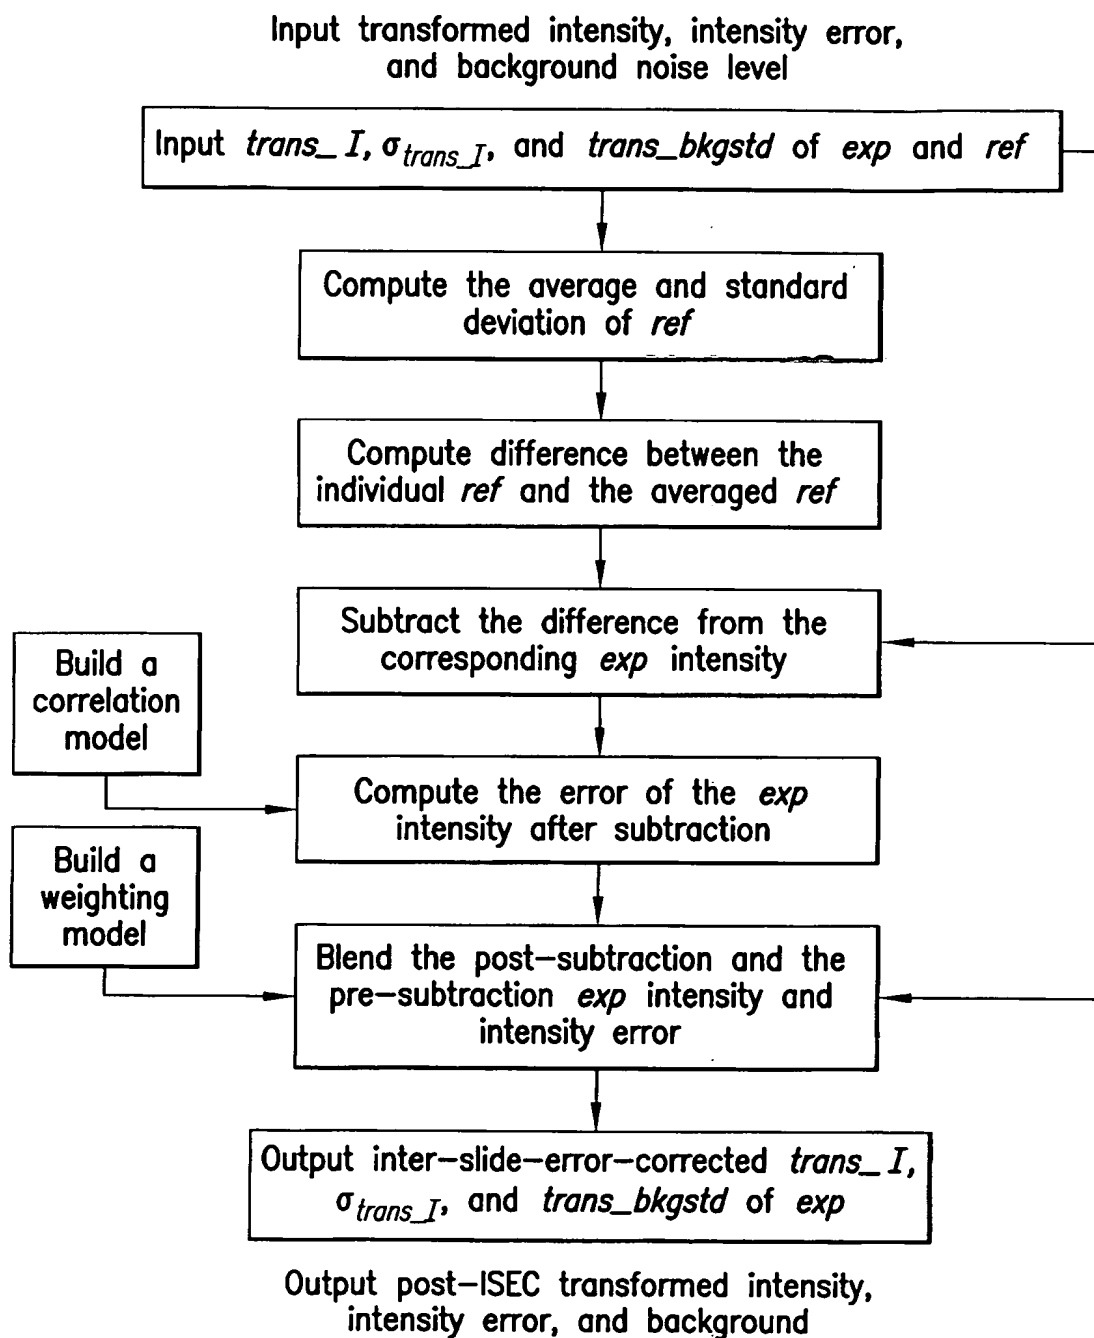 Input transformed intensity, intensity error,
and background noise level
Input trans_I, σtrans_I, and trans_bkgstd of exp and ref
Compute the average and standard
deviation of ref
Compute difference between the
individual ref and the averaged ref
Subtract the difference from the
corresponding exp intensity
Build a
correlation
model
Compute the error of the exp
intensity after subtraction
Build a
weighting
model
Blend the post-subtraction and the
pre-subtraction exp intensity and
intensity error
Output inter-slide-error-corrected trans_I,
σtrans_I, and trans_bkgstd of exp
Output post-ISEC transformed intensity,
intensity error, and background